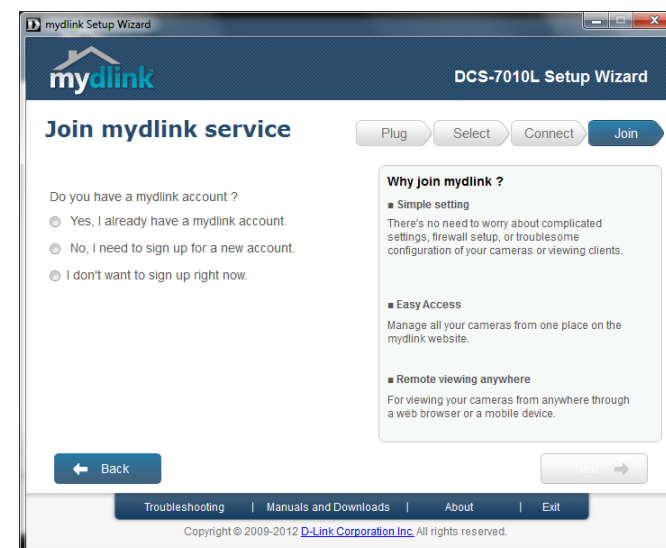 mydlink Setup Wizard
mydlink
DCS-7010L Setup Wizard
Join mydlink service
Plug
Select
Connect
Join
Do you have a mydlink account ?
Yes, I already have a mydlink account.
No, I need to sign up for a new account.
I don't want to sign up right now.
Why join mydlink ?
■ Simple setting
There's no need to worry about complicated
settings, firewall setup, or troublesome
configuration of your cameras or viewing clients.
■ Easy Access
Manage all your cameras from one place on the
mydlink website.
■ Remote viewing anywhere
For viewing your cameras from anywhere through
a web browser or a mobile device.
Back
Next
Troubleshooting | Manuals and Downloads | About | Exit
Copyright © 2009-2012 D-Link Corporation Inc. All rights reserved.